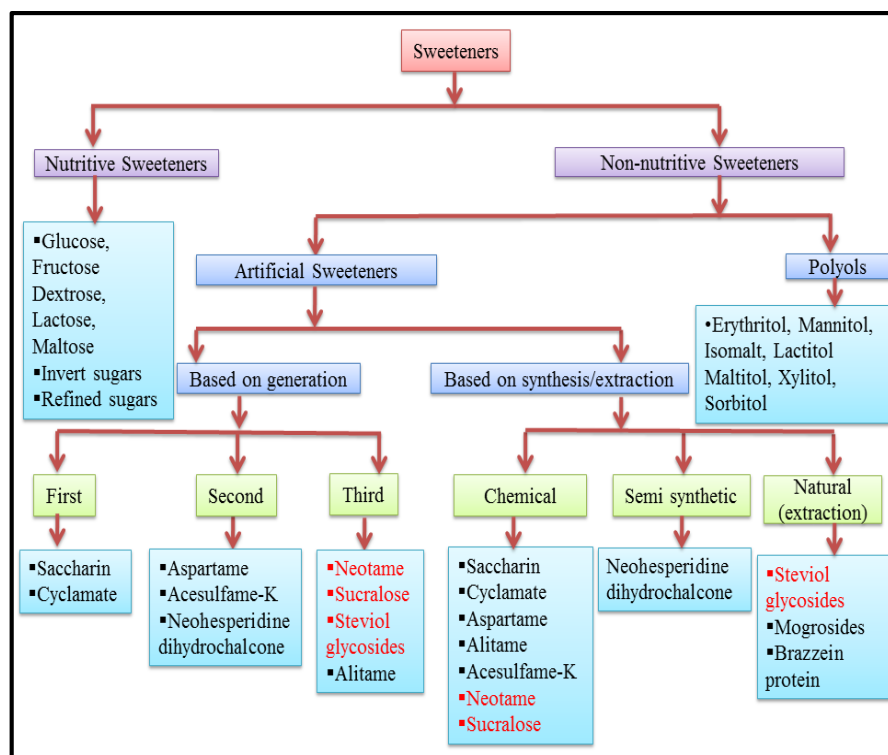 Sweeteners
Nutritive Sweeteners
Non-nutritive Sweeteners
▪Glucose,
Fructose
Dextrose,
Lactose,
Maltose
▪Invert sugars
▪Refined sugars
Artificial Sweeteners
Polyols
•Erythritol, Mannitol,
Isomalt, Lactitol
Maltitol, Xylitol,
Sorbitol
Based on generation
Based on synthesis/extraction
First
Second
Third
Chemical
Semi synthetic
Natural
(extraction)
▪Saccharin
▪Cyclamate
▪Aspartame
▪Acesulfame-K
▪Neohesperidine
dihydrochalcone
▪Neotame
▪Sucralose
▪Steviol
glycosides
▪Alitame
▪Saccharin
Cyclamate
Aspartame
▪Alitame
Acesulfame-K
▪Neotame
▪Sucralose
Neohesperidine
dihydrochalcone
▪Steviol
glycosides
▪Mogrosides
▪Brazzein
protein